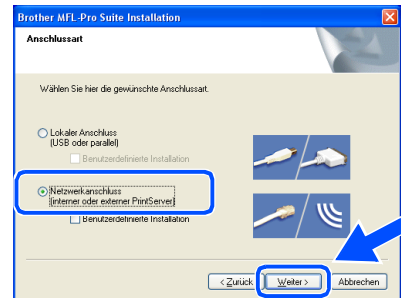 Brother MFL-Pro Suite Installation
Anschlussart
Wählen Sie hier die gewünschte Anschlussart.
Lokaler Anschluss
(USB oder parallel)
Benutzerdefinierte Installation
Netzwerkanschluss
(interner oder externer PrintServer)
Benutzerdefinierte Installation
< Zurück
Weiter >
Abbrechen